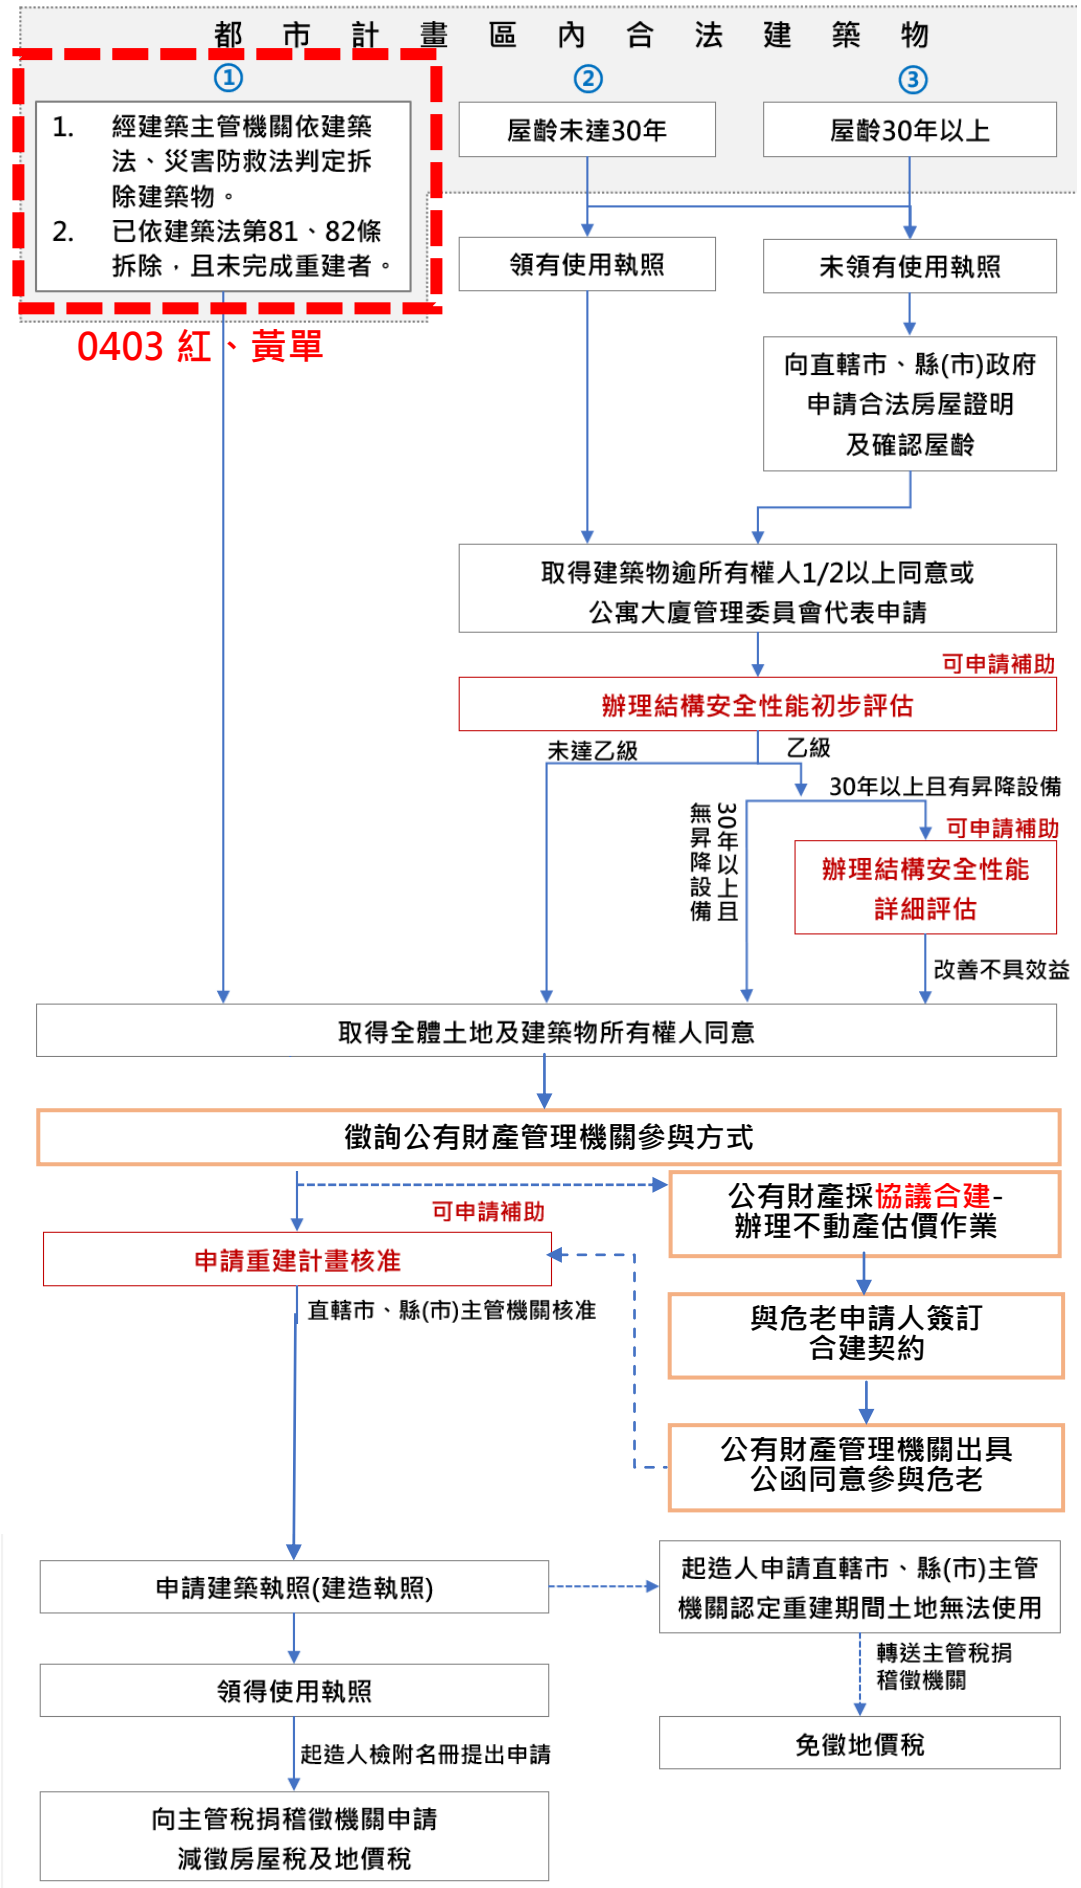 都市計畫區內合法建築物
①
②
③
1. 經建築主管機關依建築
法、災害防救法判定拆
除建築物。
2. 已依建築法第81、82條
拆除，且未完成重建者。
屋齡未達30年
屋齡30年以上
領有使用執照
未領有使用執照
0403 紅、黃單
向直轄市、縣(市)政府
申請合法房屋證明
及確認屋齡
取得建築物逾所有權人1/2以上同意或
公寓大廈管理委員會代表申請
可申請補助
辦理結構安全性能初步評估
未達乙級
乙級
30年以上且有昇降設備
30年以上且
無昇降設備
可申請補助
辦理結構安全性能
詳細評估
改善不具效益
取得全體土地及建築物所有權人同意
徵詢公有財產管理機關參與方式
公有財產採協議合建-
辦理不動產估價作業
可申請補助
申請重建計畫核准
直轄市、縣(市)主管機關核准
與危老申請人簽訂
合建契約
公有財產管理機關出具
公函同意參與危老
申請建築執照(建造執照)
起造人申請直轄市、縣(市)主管
機關認定重建期間土地無法使用
轉送主管稅捐
稽徵機關
領得使用執照
免徵地價稅
起造人檢附名冊提出申請
向主管稅捐稽徵機關申請
減徵房屋稅及地價稅